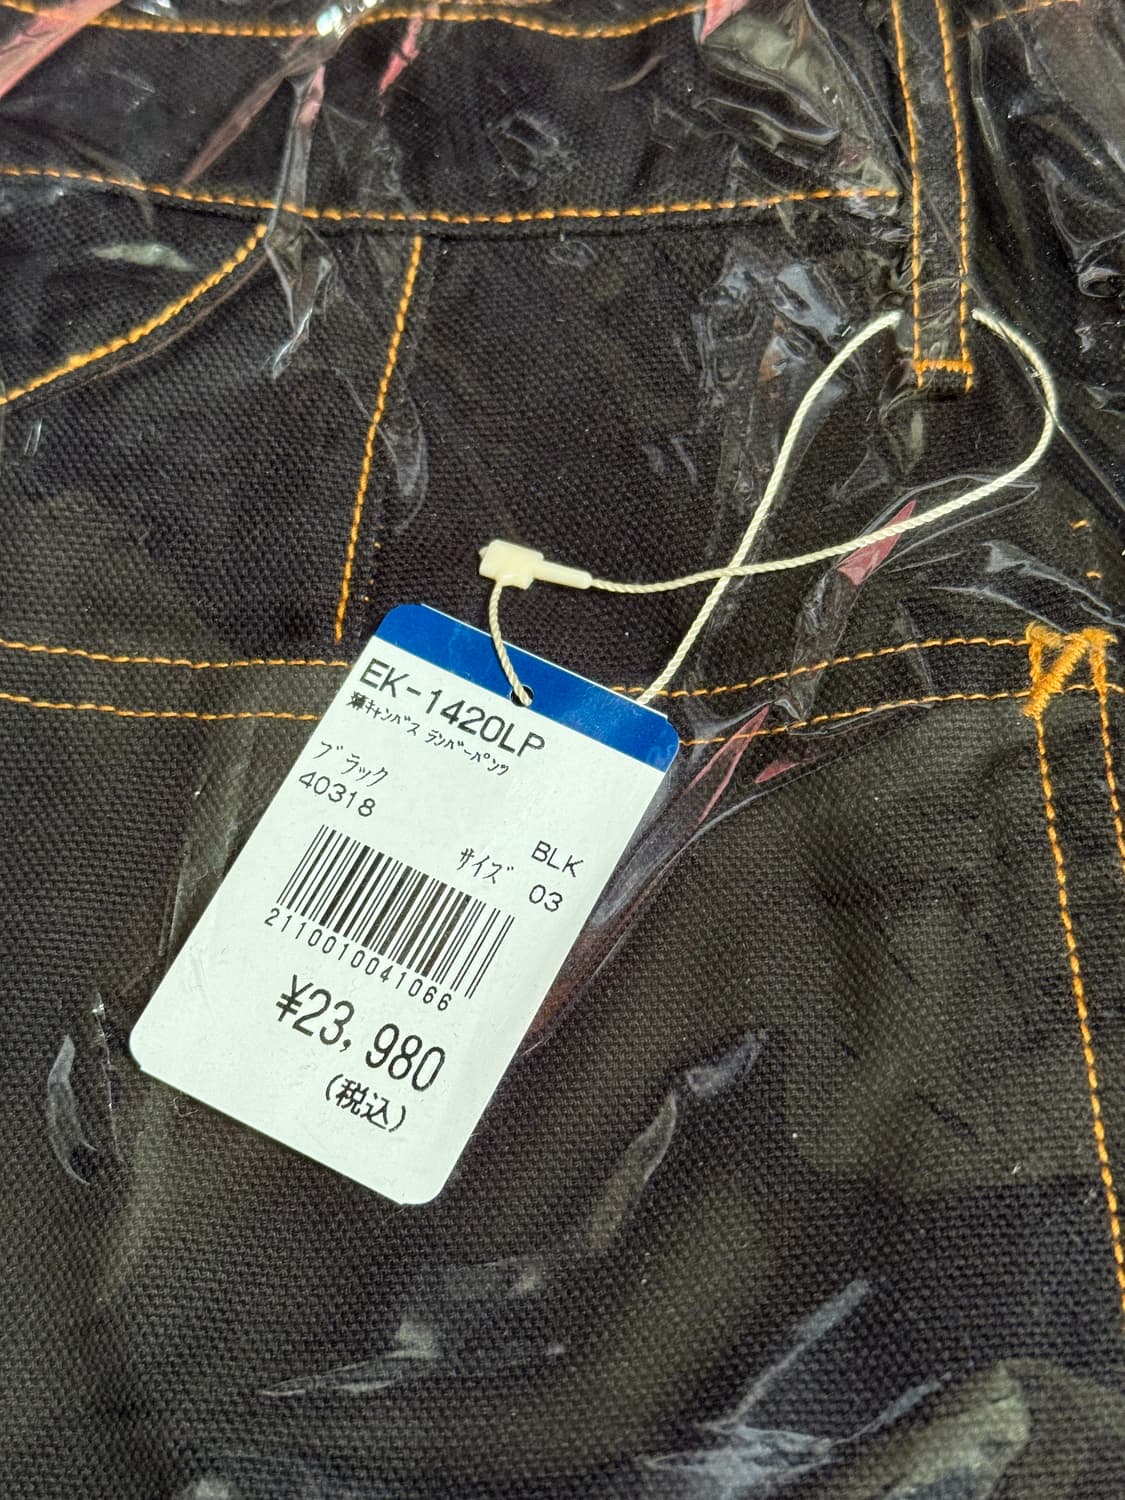 EK-1420LP
キャンバス ランバーパンツ
ブラック
40318
BLK
サイズ 03
2110010041066
¥23,980
(税込)